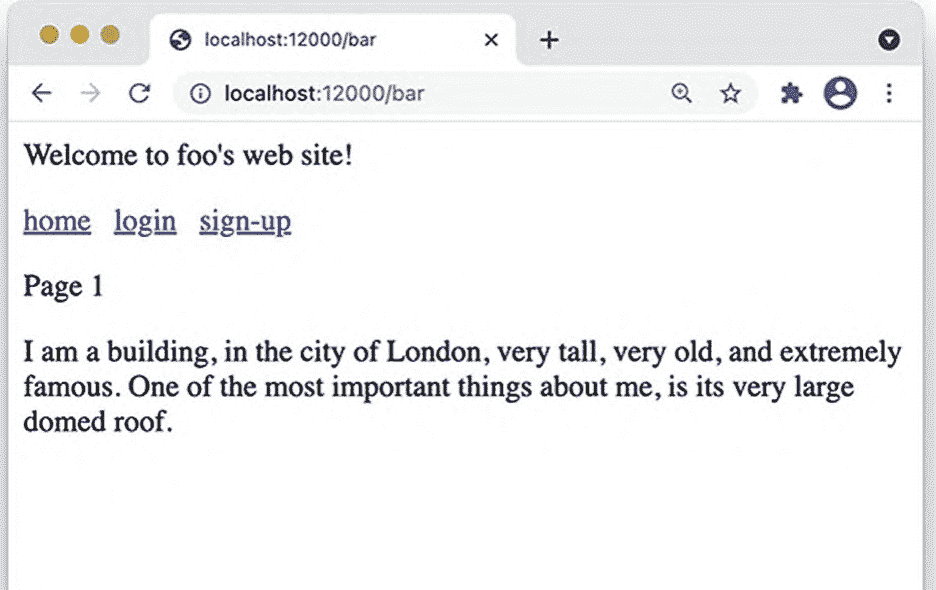 localhost:12000/bar
localhost:12000/bar
Welcome to foo's web site!
home login sign-up
Page 1
I am a building, in the city of London, very tall, very old, and extremely
famous. One of the most important things about me, is its very large
domed roof.